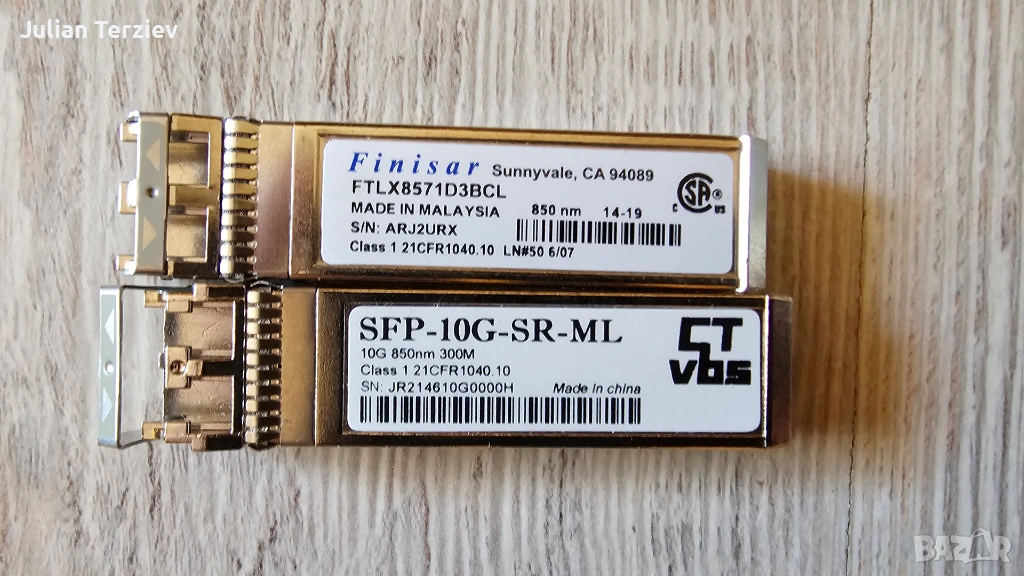 Julian Terziev
Finisar Sunnyvale, CA 94089
FTLX8571D3BCL
MADE IN MALAYSIA 850 nm 14-19
S/N: ARJ2URX
Class 1 21CFR1040.10 LN#50 6/07
C SA ® US
SFP-10G-SR-ML
10G 850nm 300M
Class 1 21CFR1040.10
SN: JR214610G0000H Made in china
CT
vbs
BAZAR